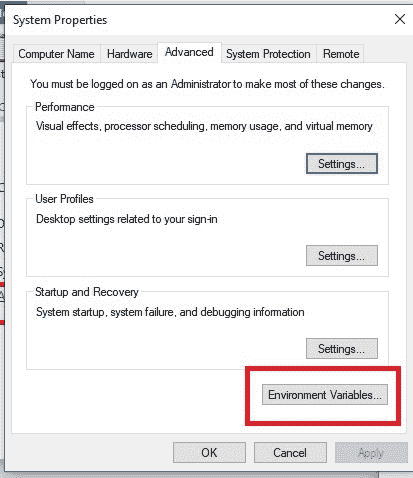 System Properties
Computer Name Hardware Advanced System Protection Remote
You must be logged on as an Administrator to make most of these changes.
Performance
Visual effects, processor scheduling, memory usage, and virtual memory
Settings...
User Profiles
Desktop settings related to your sign-in
Settings...
Startup and Recovery
System startup, system failure, and debugging information
Settings...
Environment Variables...
OK Cancel Apply